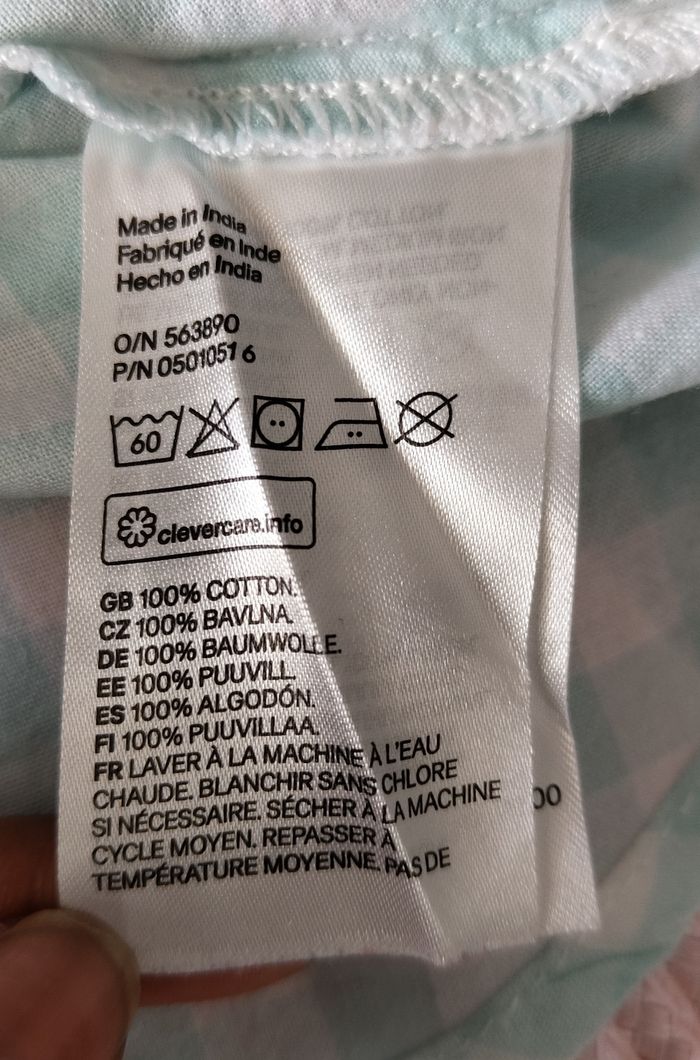 Made in India
Fabriqué en Inde
Hecho en India
O/N 563890
P/N 0501051 6
60
clevercare.info
GB 100% COTTON.
CZ 100% BAVLNA.
DE 100% BAUMWOLLE.
EE 100% PUUVILL
ES 100% ALGODÓN.
FI 100% PUUVILLAA.
FR LAVER À LA MACHINE À L'EAU
CHAUDE. BLANCHIR SANS CHLORE
SI NÉCESSAIRE. SÉCHER À LA MACHINE
CYCLE MOYEN. REPASSER À
TEMPÉRATURE MOYENNE. PAS DE